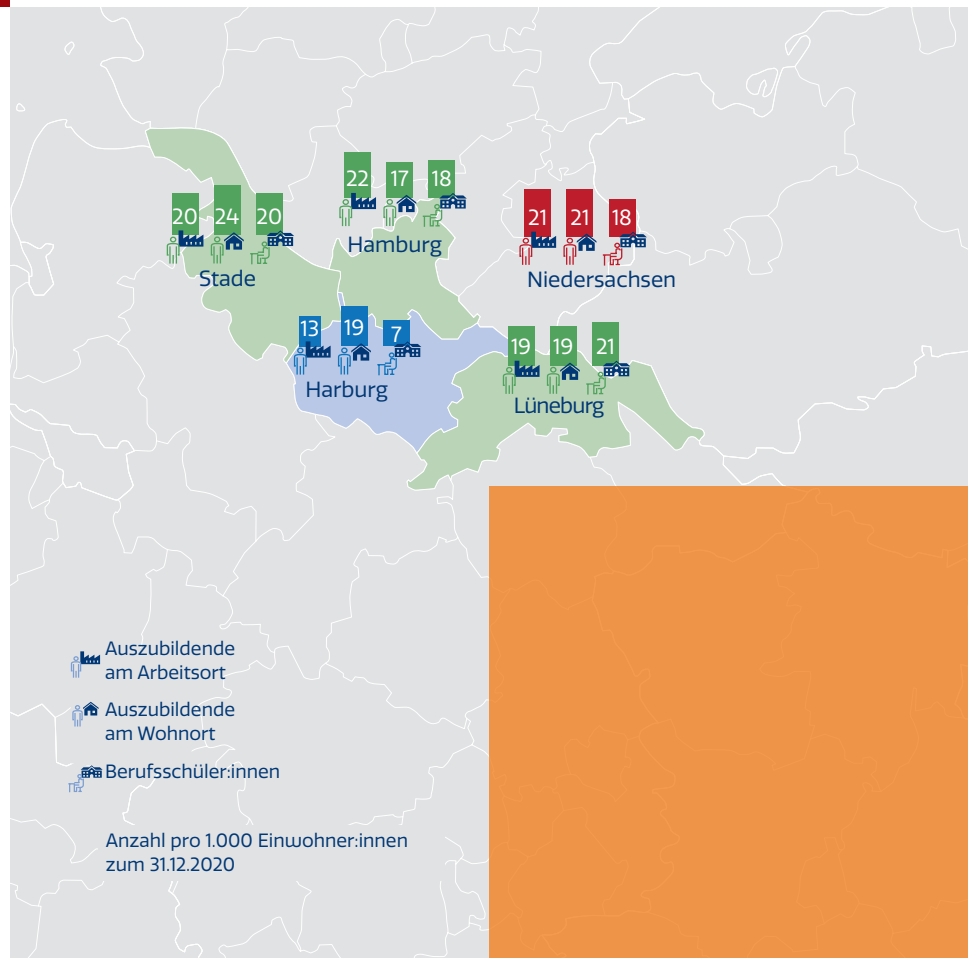 22 17 18
Hamburg
20 24 20
Stade
21 21 18
Niedersachsen
13 19 7
Harburg
19 19 21
Lüneburg
Auszubildende
am Arbeitsort
Auszubildende
am Wohnort
Berufsschüler:innen
Anzahl pro 1.000 Einwohner:innen
zum 31.12.2020